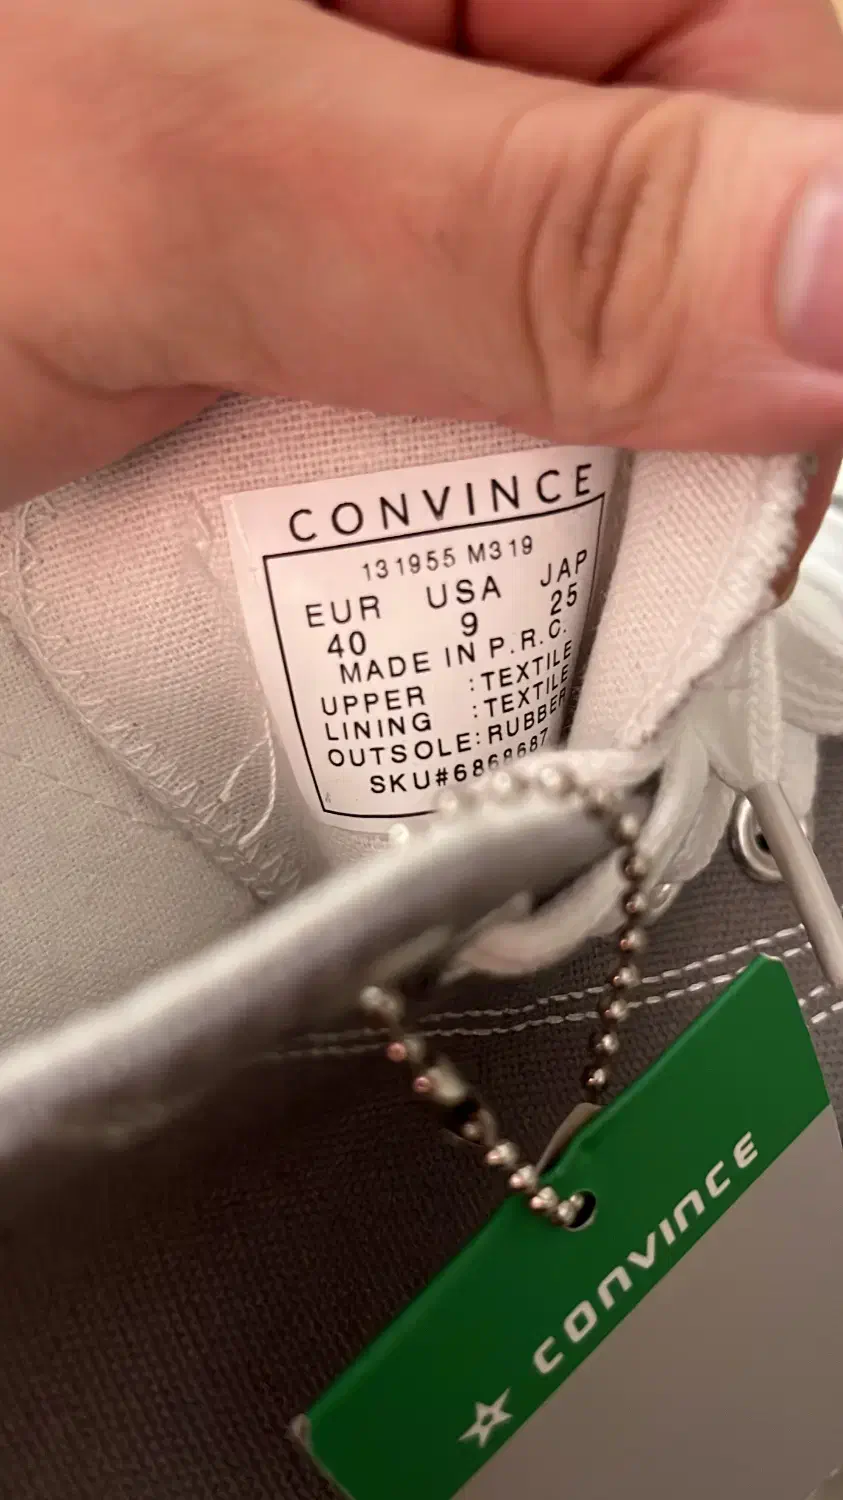 CONVINCE
131955 M319
EUR USA JAP
40 9 25
MADE IN P.R.C.
UPPER :TEXTILE
LINING :TEXTILE
OUTSOLE:RUBBER
SKU#6868687
CONVINCE